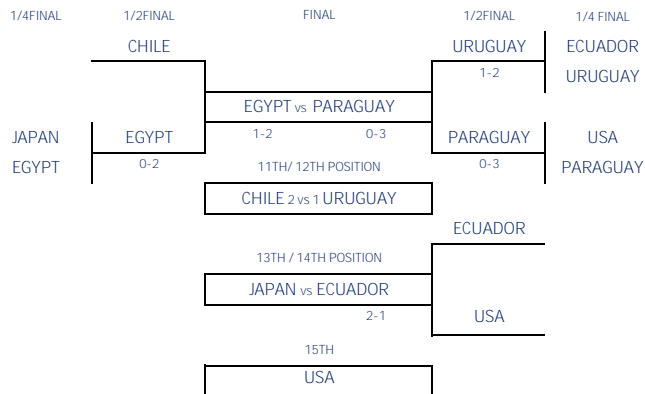 1/4FINAL 1/2FINAL FINAL 1/2FINAL 1/4 FINAL
CHILE URUGUAY ECUADOR
1-2 URUGUAY
EGYPT vs PARAGUAY
JAPAN EGYPT 1-2 0-3 PARAGUAY USA
EGYPT 0-2 11TH/ 12TH POSITION 0-3 PARAGUAY
CHILE 2 vs 1 URUGUAY
ECUADOR
13TH / 14TH POSITION
JAPAN vs ECUADOR
2-1 USA
15TH
USA